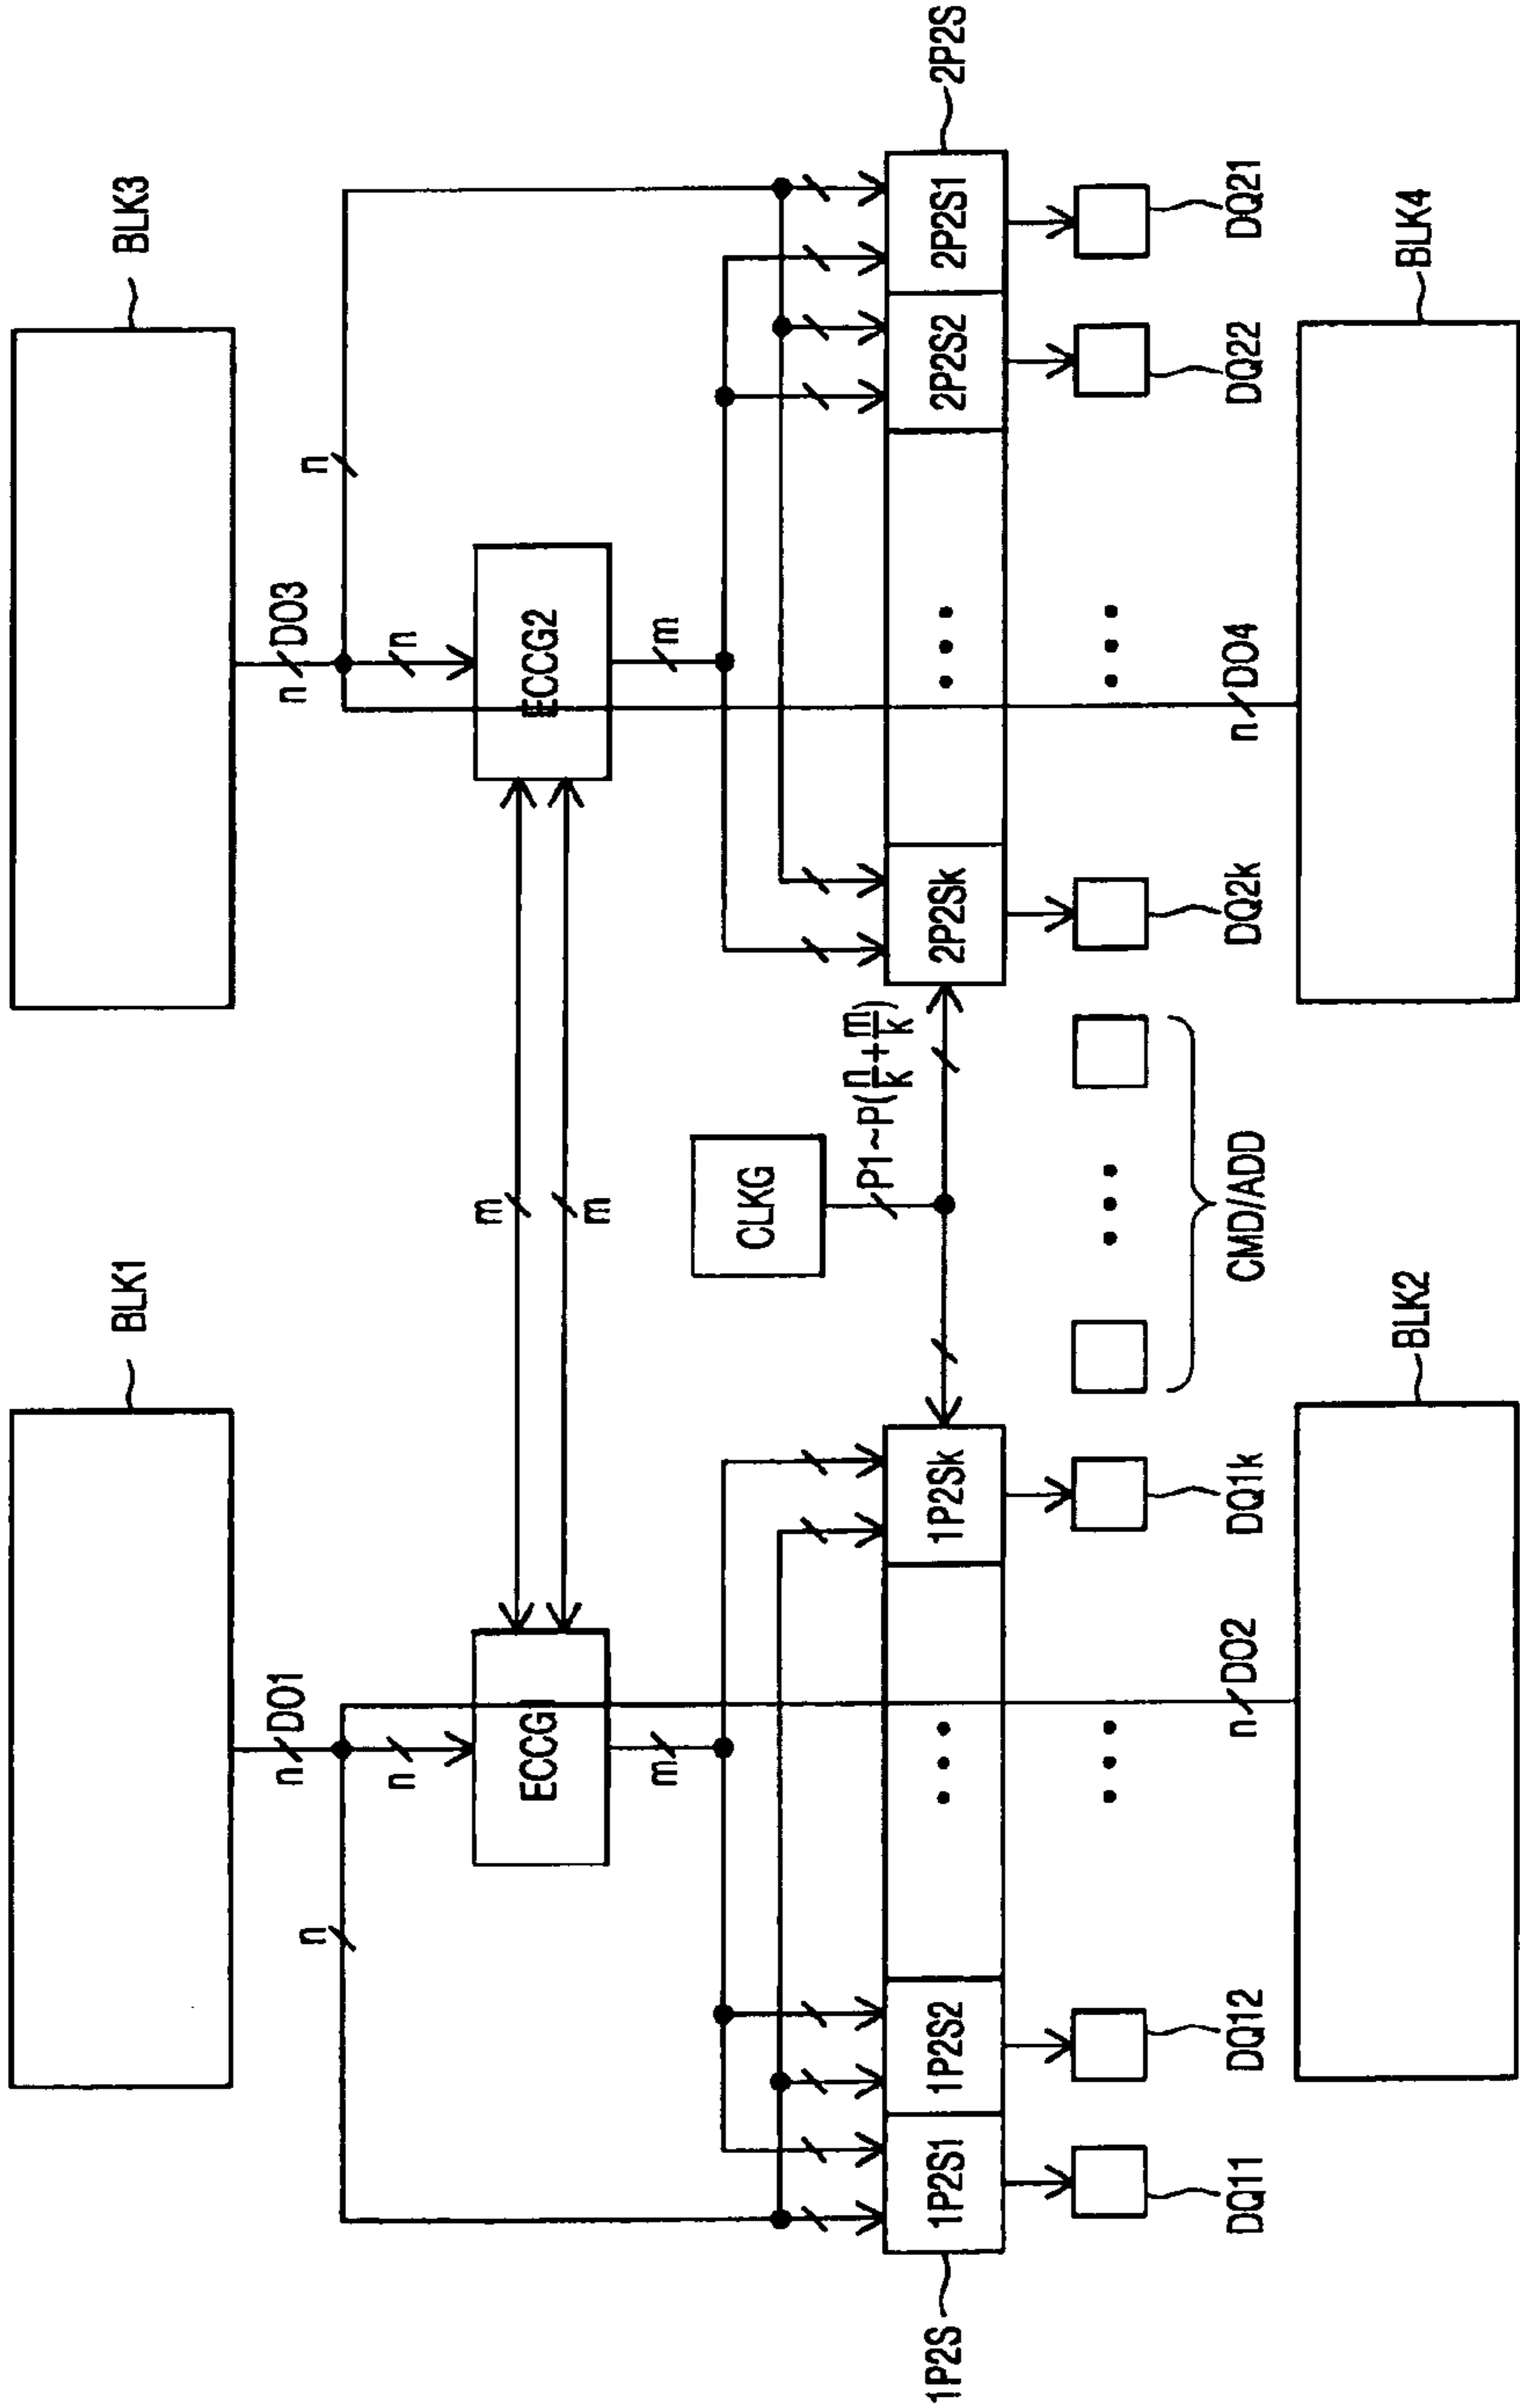 BLK1
BLK3
n DO1
n DO3
n
n
n
n
ECCG
ECCG2
m
m
m
m
CLKG
P1~P(n/k+m/k)
1P2S
1P2S1
1P2S2
...
1P2Sk
2P2Sk
...
2P2S2
2P2S1
2P2S
...
...
...
n DO2
n DO4
DQ11
DQ12
DQ1k
CMD/ADD
DQ2k
DQ22
DQ21
BLK2
BLK4